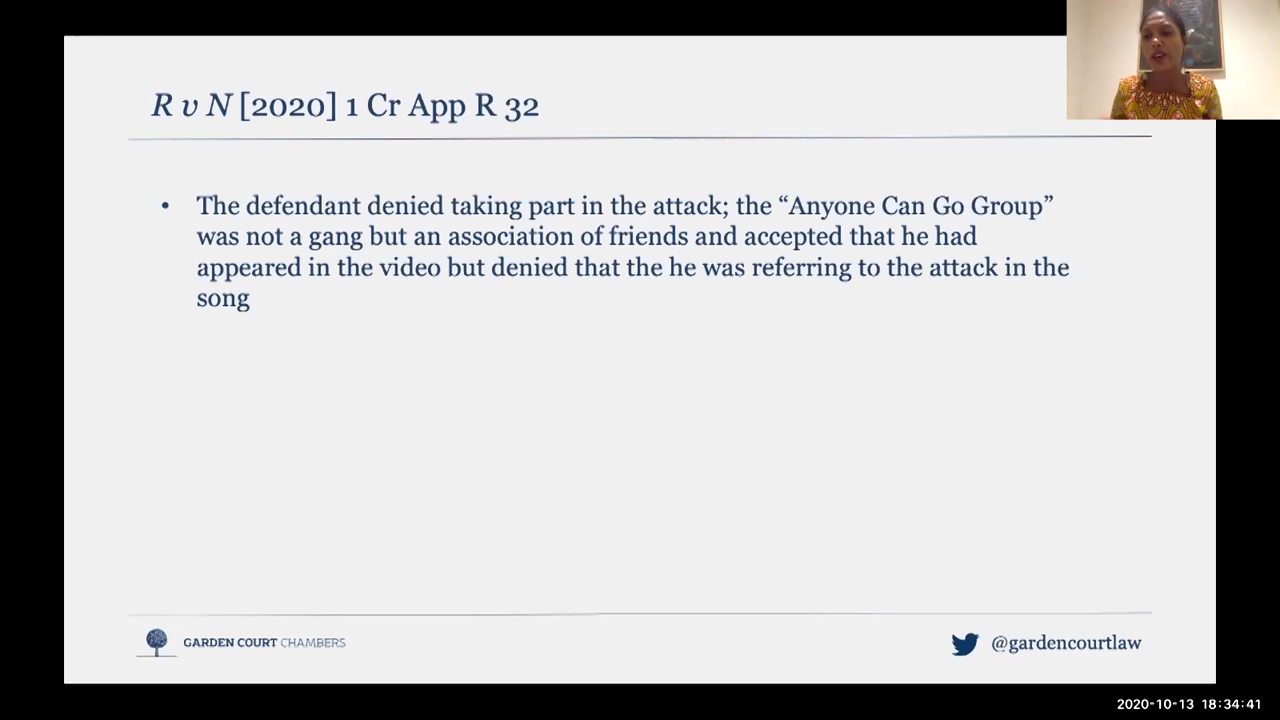 R v N [2020] 1 Cr App R 32
• The defendant denied taking part in the attack; the “Anyone Can Go Group”
was not a gang but an association of friends and accepted that he had
appeared in the video but denied that the he was referring to the attack in the
song
GARDEN COURT CHAMBERS
@gardencourtlaw
2020-10-13 18:34:41